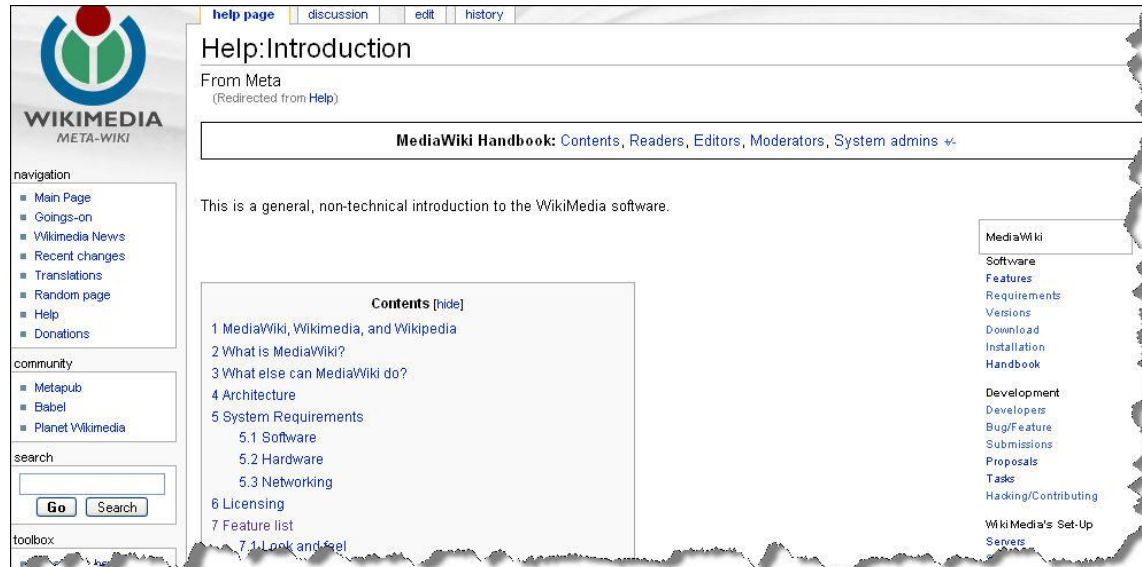 help page discussion edit history
Help:Introduction
From Meta
(Redirected from Help)
MediaWiki Handbook: Contents, Readers, Editors, Moderators, System admins +/-
This is a general, non-technical introduction to the WikiMedia software.
WIKIMEDIA
META-WIKI
navigation
Main Page
Goings-on
Wikimedia News
Recent changes
Translations
Random page
Help
Donations
community
Metapub
Babel
Planet Wikimedia
search
Go Search
toolbox
Contents [hide]
1 MediaWiki, Wikimedia, and Wikipedia
2 What is MediaWiki?
3 What else can MediaWiki do?
4 Architecture
5 System Requirements
5.1 Software
5.2 Hardware
5.3 Networking
6 Licensing
7 Feature list
7.1 Look and feel
MediaWiki
Software
Features
Requirements
Versions
Download
Installation
Handbook
Development
Developers
Bug/Feature
Submissions
Proposals
Tasks
Hacking/Contributing
WikiMedia's Set-Up
Servers